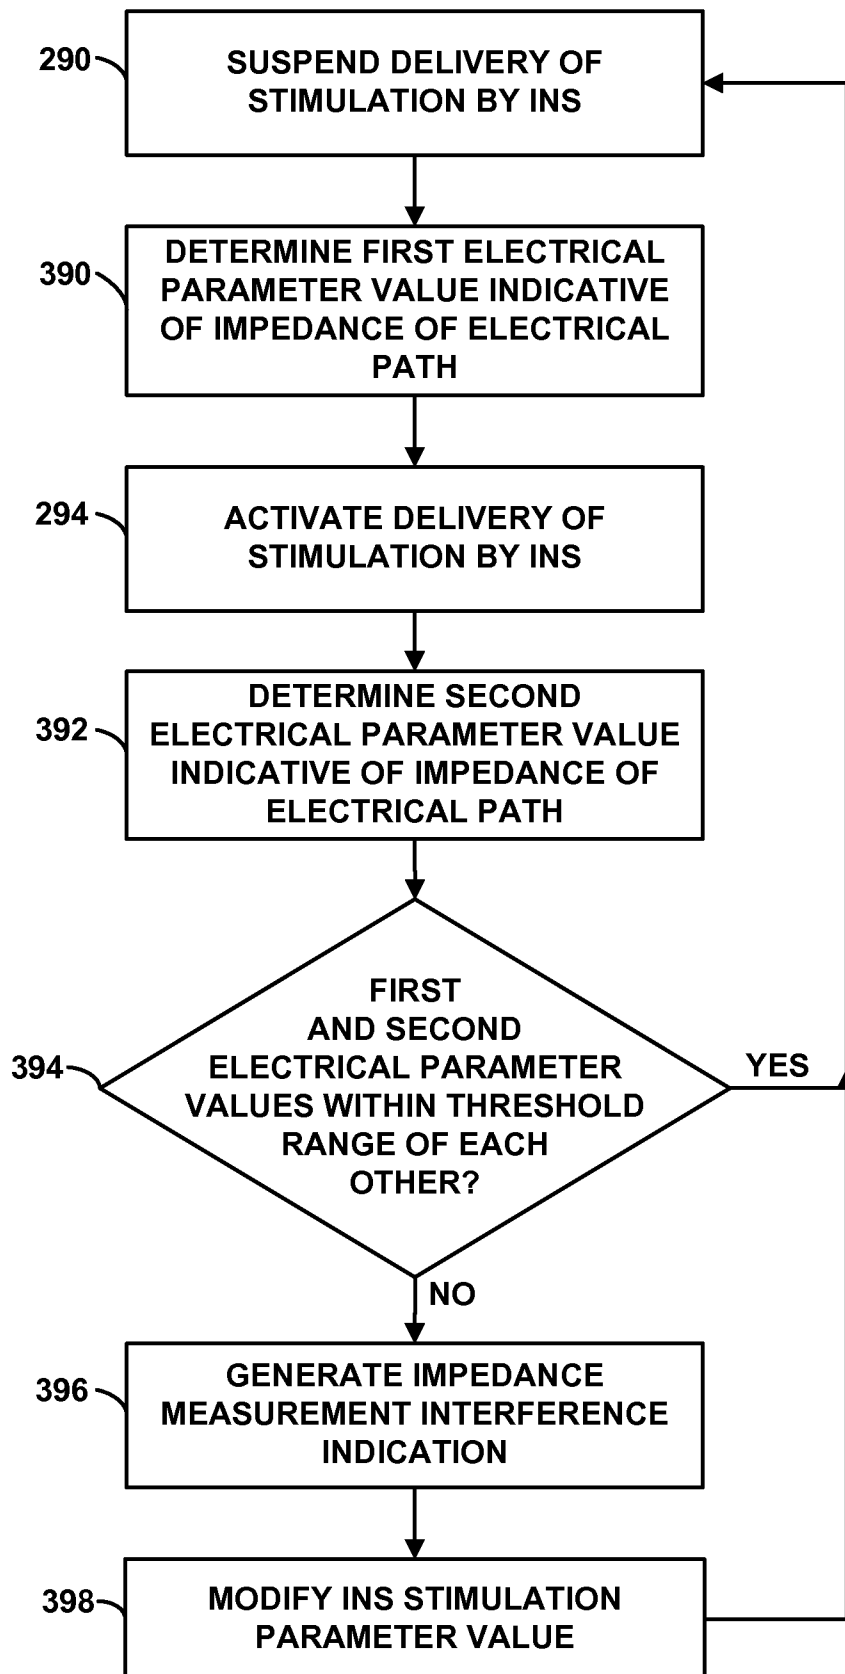 290
SUSPEND DELIVERY OF
STIMULATION BY INS
390
DETERMINE FIRST ELECTRICAL
PARAMETER VALUE INDICATIVE
OF IMPEDANCE OF ELECTRICAL
PATH
294
ACTIVATE DELIVERY OF
STIMULATION BY INS
392
DETERMINE SECOND
ELECTRICAL PARAMETER VALUE
INDICATIVE OF IMPEDANCE OF
ELECTRICAL PATH
394
FIRST
AND SECOND
ELECTRICAL PARAMETER
VALUES WITHIN THRESHOLD
RANGE OF EACH
OTHER?
YES
NO
396
GENERATE IMPEDANCE
MEASUREMENT INTERFERENCE
INDICATION
398
MODIFY INS STIMULATION
PARAMETER VALUE